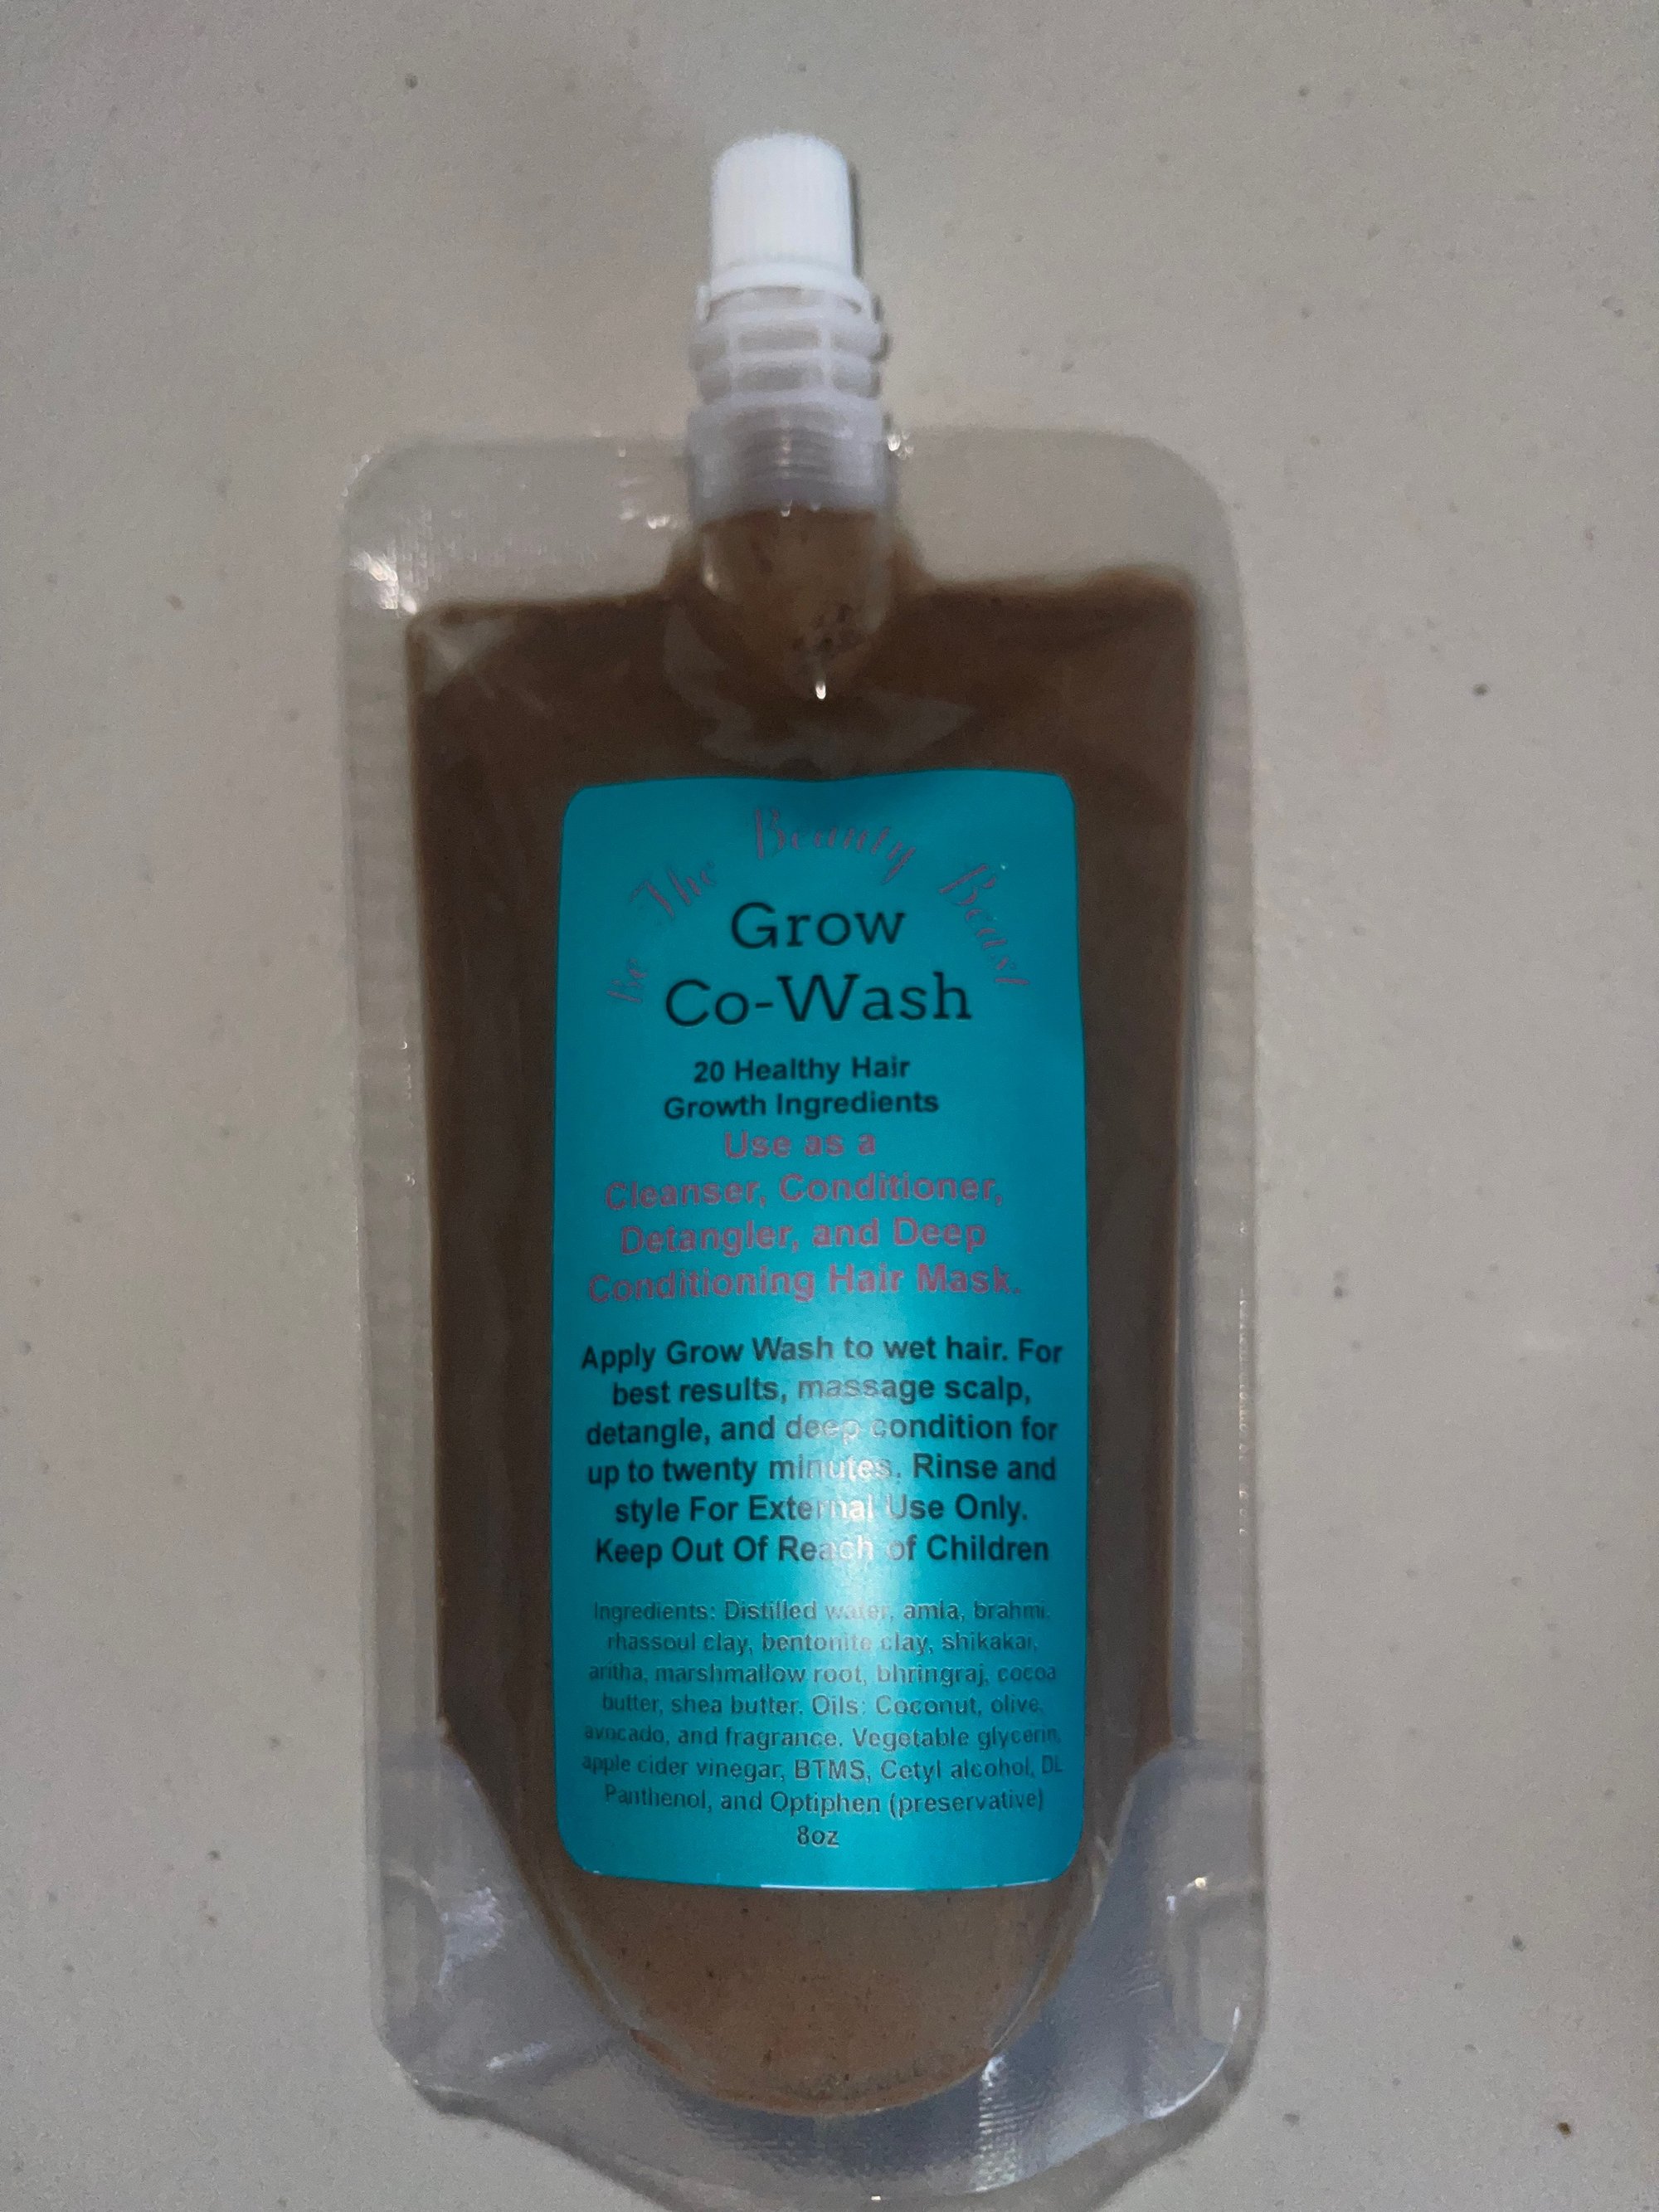 I'm The Beauty Beast
Grow
Co-Wash
20 Healthy Hair
Growth Ingredients
Use as a
Cleanser, Conditioner,
Detangler, and Deep
Conditioning Hair Mask.
Apply Grow Wash to wet hair. For
best results, massage scalp,
detangle, and deep condition for
up to twenty minutes. Rinse and
style For External Use Only.
Keep Out Of Reach of Children
Ingredients: Distilled water, amla, brahmi,
rhassoul clay, bentonite clay, shikakai,
aritha, marshmallow root, bhringraj, cocoa
butter, shea butter. Oils: Coconut, olive,
avocado, and fragrance. Vegetable glycerin,
apple cider vinegar, BTMS, Cetyl alcohol, DL
Panthenol, and Optiphen (preservative)
8oz